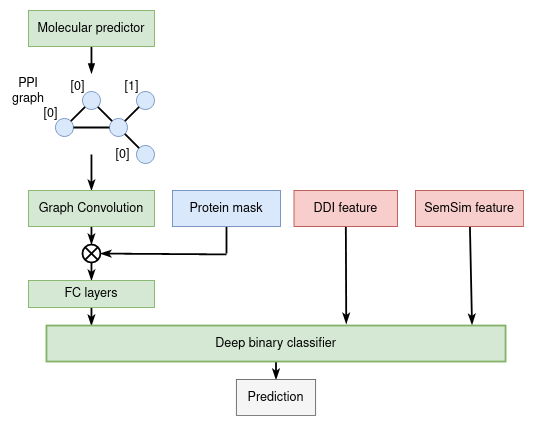 Molecular predictor
PPI
graph
[0]
[1]
[0]
[0]
Graph Convolution
Protein mask
DDI feature
SemSim feature
FC layers
Deep binary classifier
Prediction